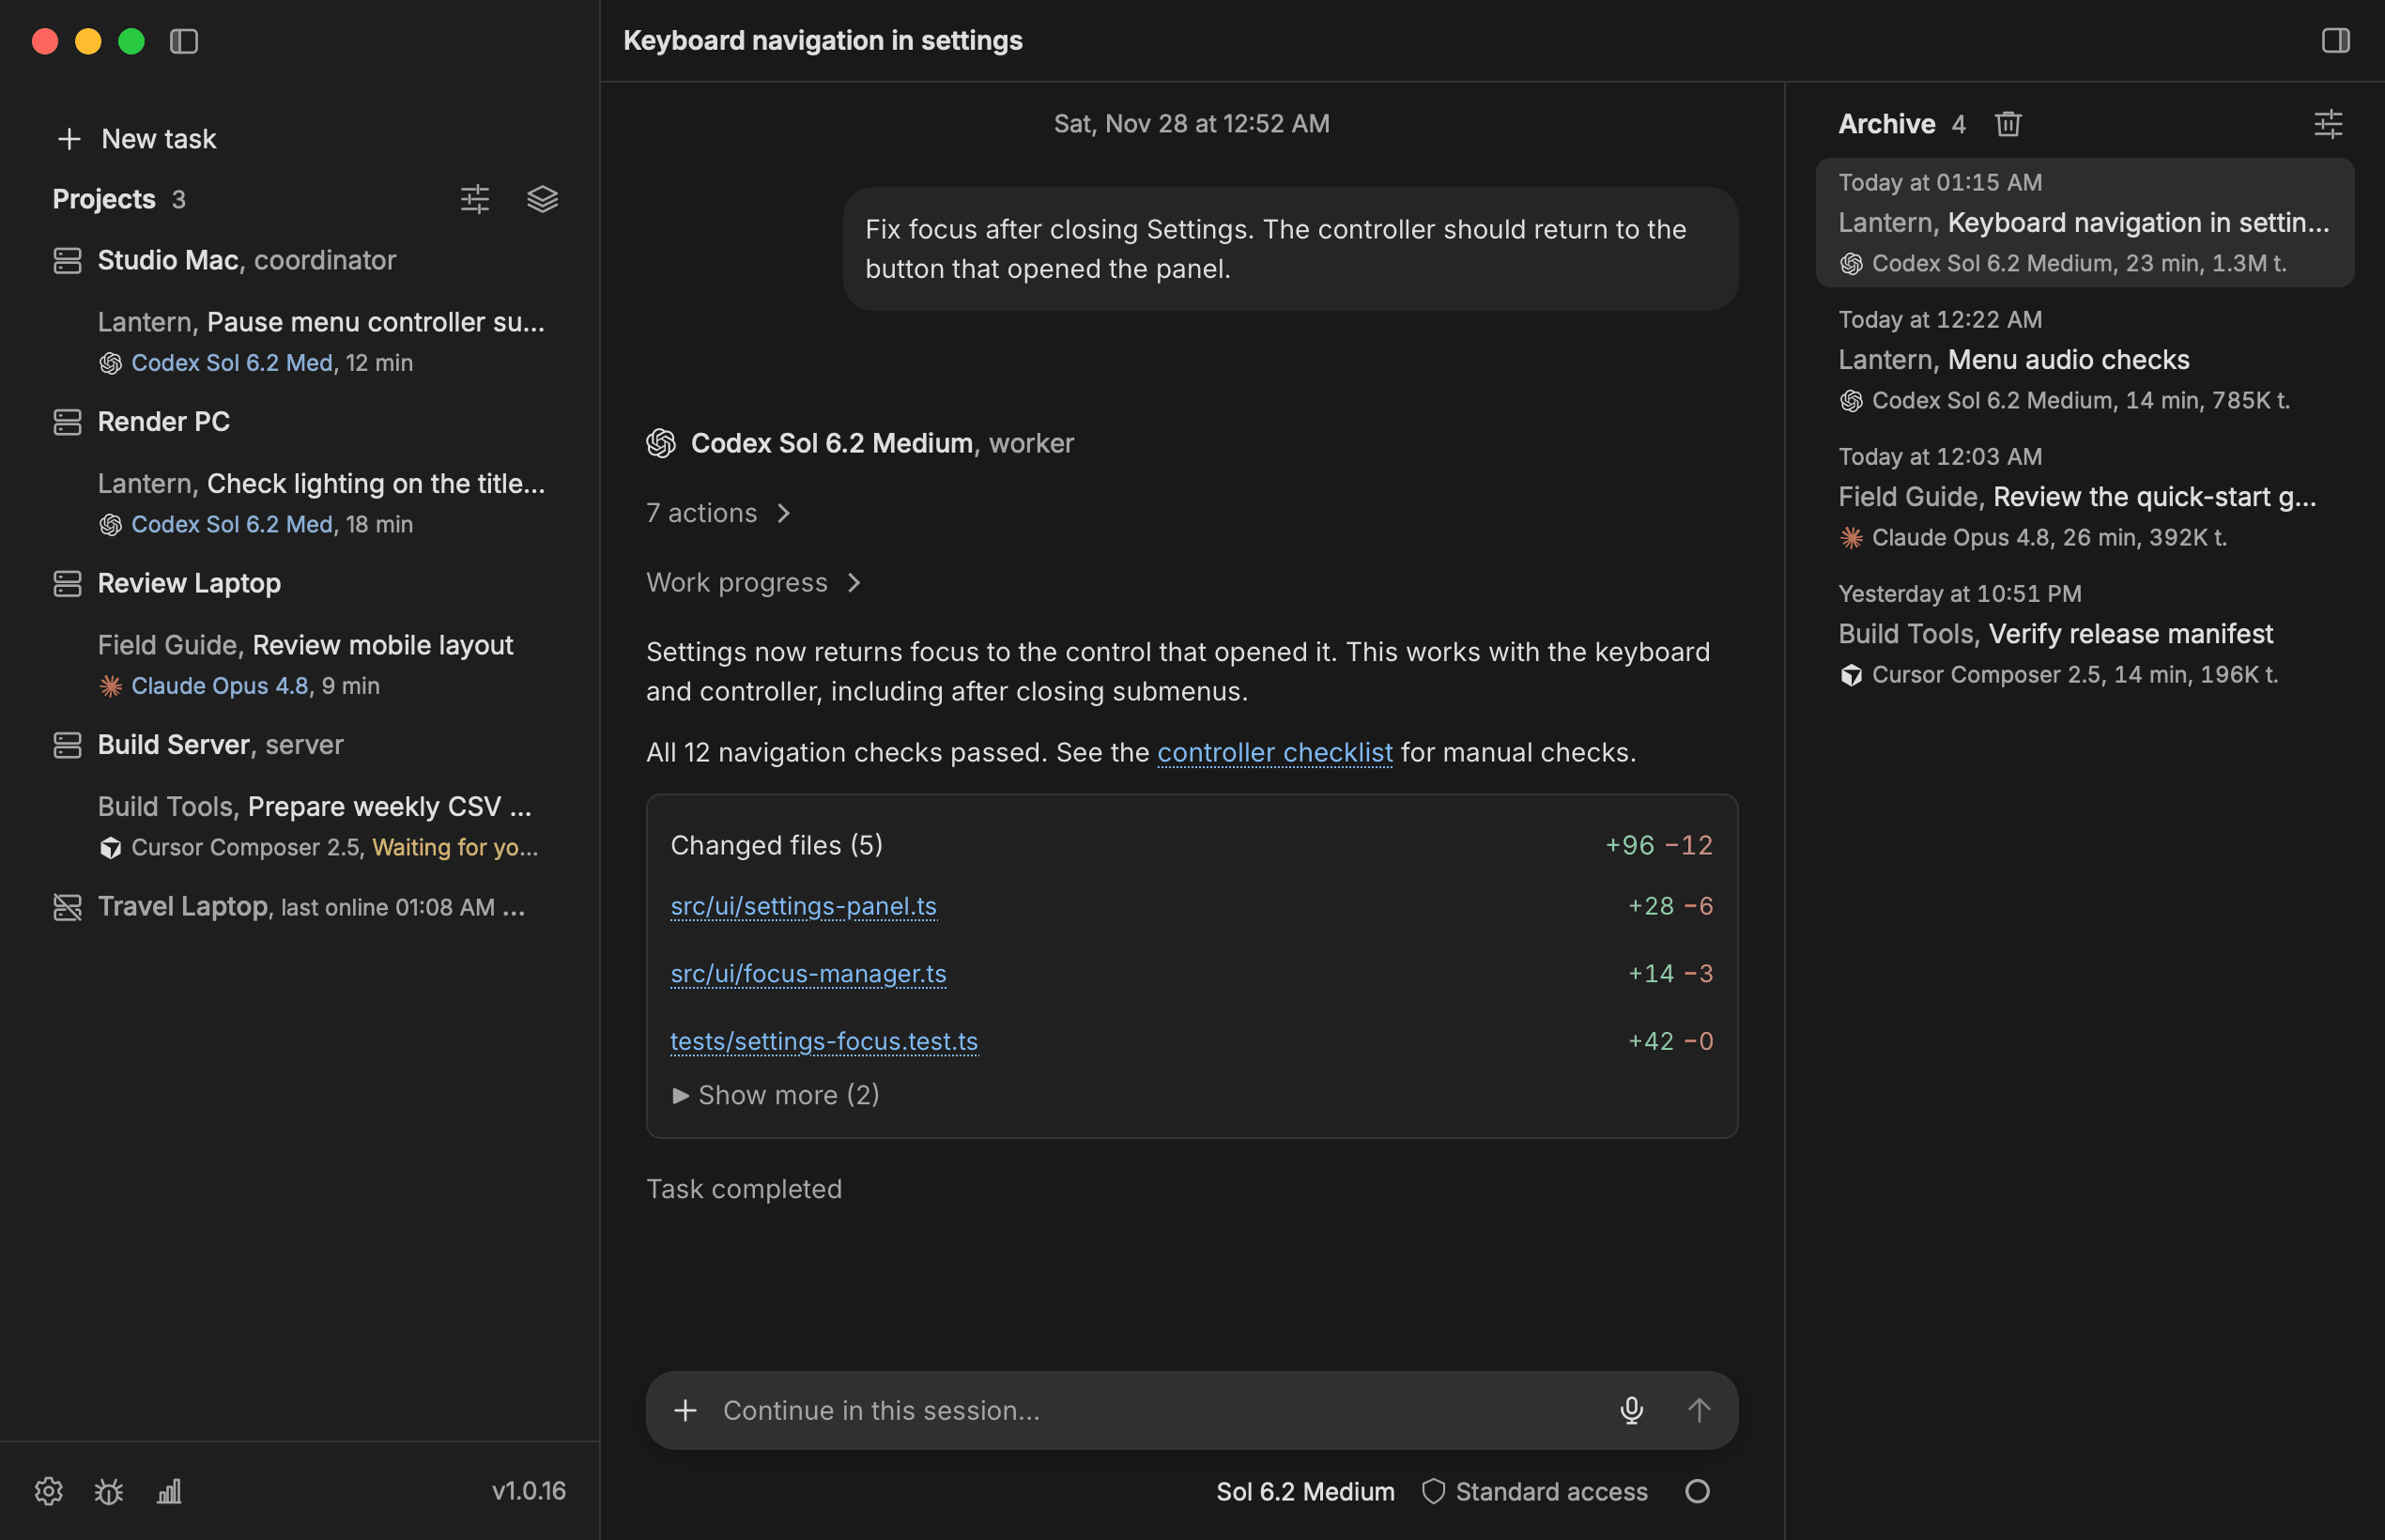 New task
Projects 3
Studio Mac, coordinator
Lantern, Pause menu controller su...
Codex Sol 6.2 Med, 12 min
Render PC
Lantern, Check lighting on the title...
Codex Sol 6.2 Med, 18 min
Review Laptop
Field Guide, Review mobile layout
Claude Opus 4.8, 9 min
Build Server, server
Build Tools, Prepare weekly CSV ...
Cursor Composer 2.5, Waiting for yo...
Travel Laptop, last online 01:08 AM ...
v1.0.16
Keyboard navigation in settings
Sat, Nov 28 at 12:52 AM
Fix focus after closing Settings. The controller should return to the
button that opened the panel.
Codex Sol 6.2 Medium, worker
7 actions
Work progress
Settings now returns focus to the control that opened it. This works with the keyboard
and controller, including after closing submenus.
All 12 navigation checks passed. See the controller checklist for manual checks.
Changed files (5) +96 −12
src/ui/settings-panel.ts +28 −6
src/ui/focus-manager.ts +14 −3
tests/settings-focus.test.ts +42 −0
Show more (2)
Task completed
Continue in this session...
Sol 6.2 Medium Standard access
Archive 4
Today at 01:15 AM
Lantern, Keyboard navigation in settin...
Codex Sol 6.2 Medium, 23 min, 1.3M t.
Today at 12:22 AM
Lantern, Menu audio checks
Codex Sol 6.2 Medium, 14 min, 785K t.
Today at 12:03 AM
Field Guide, Review the quick-start g...
Claude Opus 4.8, 26 min, 392K t.
Yesterday at 10:51 PM
Build Tools, Verify release manifest
Cursor Composer 2.5, 14 min, 196K t.